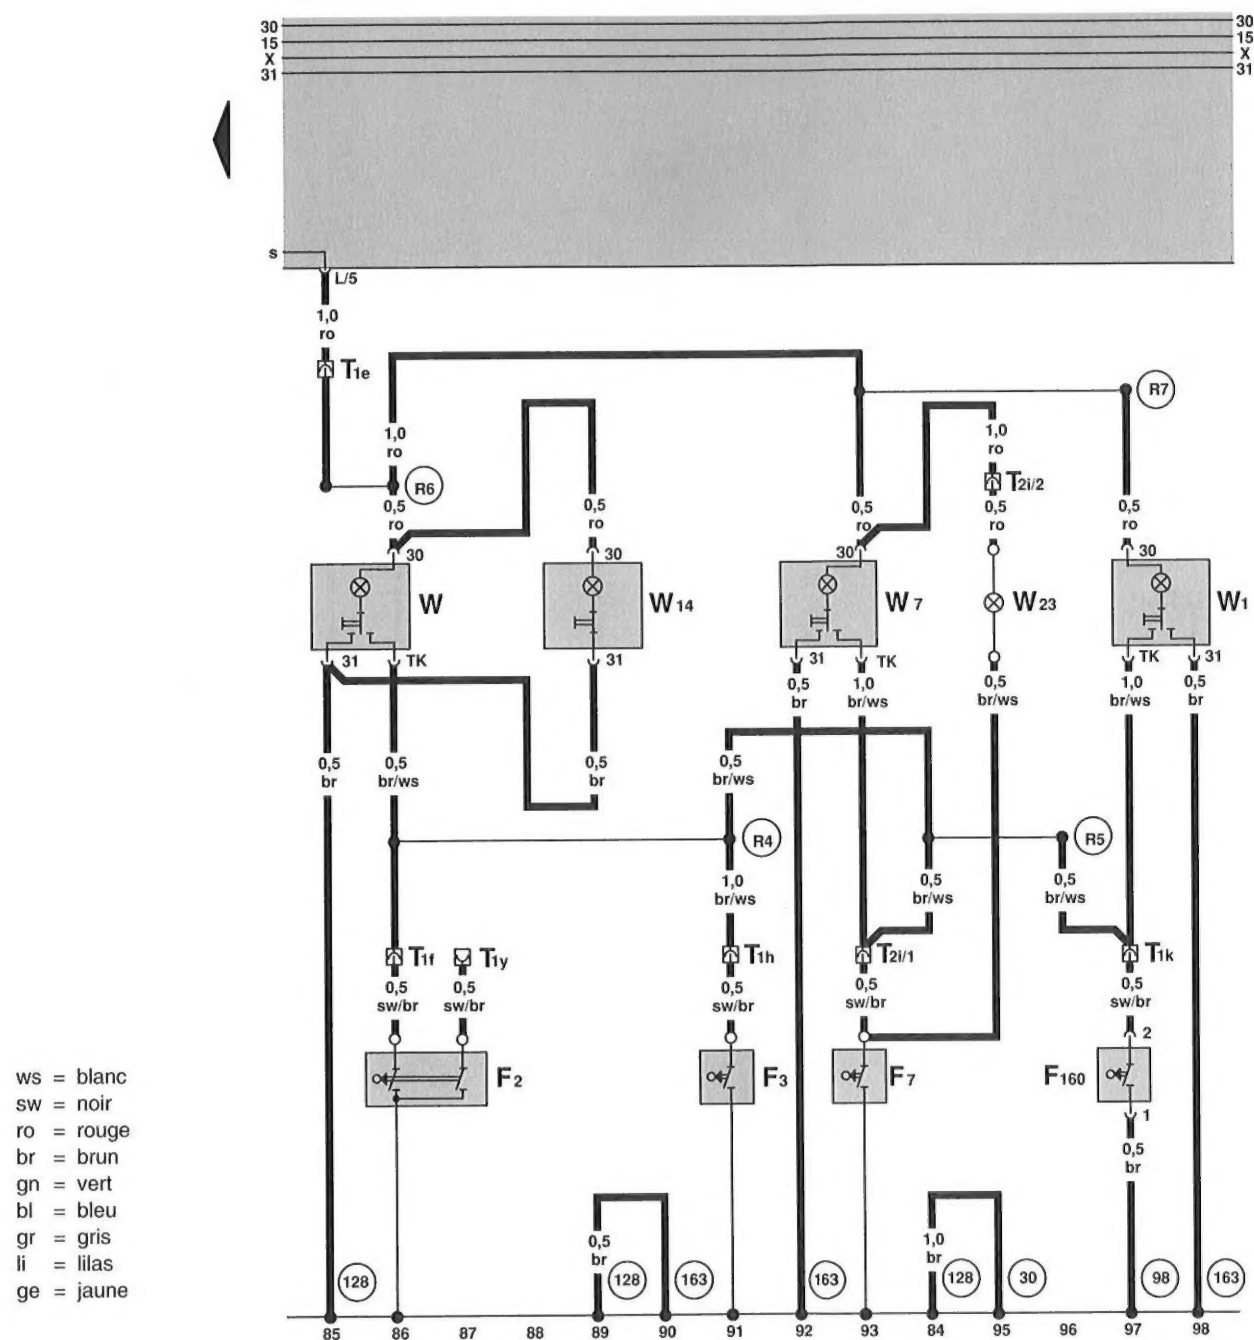 30 30
15 15
X X
31 31
s
L/5
1,0
ro
T1e
R7
1,0
ro
1,0
ro
R6
T2i/2
0,5
ro
0,5
ro
0,5
ro
0,5
ro
0,5
ro
30
30
30
30
W
W14
W7
W23
W1
31
TK
31
31
TK
TK
31
0,5
br
1,0
br/ws
0,5
br/ws
1,0
br/ws
0,5
br
0,5
br
0,5
br/ws
0,5
br
0,5
br/ws
R4
R5
1,0
br/ws
0,5
br/ws
0,5
br/ws
T1f
T1y
T1h
T2i/1
T1k
0,5
sw/br
0,5
sw/br
0,5
sw/br
0,5
sw/br
0,5
sw/br
2
F2
F3
F7
F160
1
0,5
br
ws = blanc
sw = noir
ro = rouge
br = brun
gn = vert
bl = bleu
gr = gris
li = lilas
ge = jaune
0,5
br
1,0
br
128
128
163
163
128
30
98
163
85 86 87 88 89 90 91 92 93 84 95 96 97 98